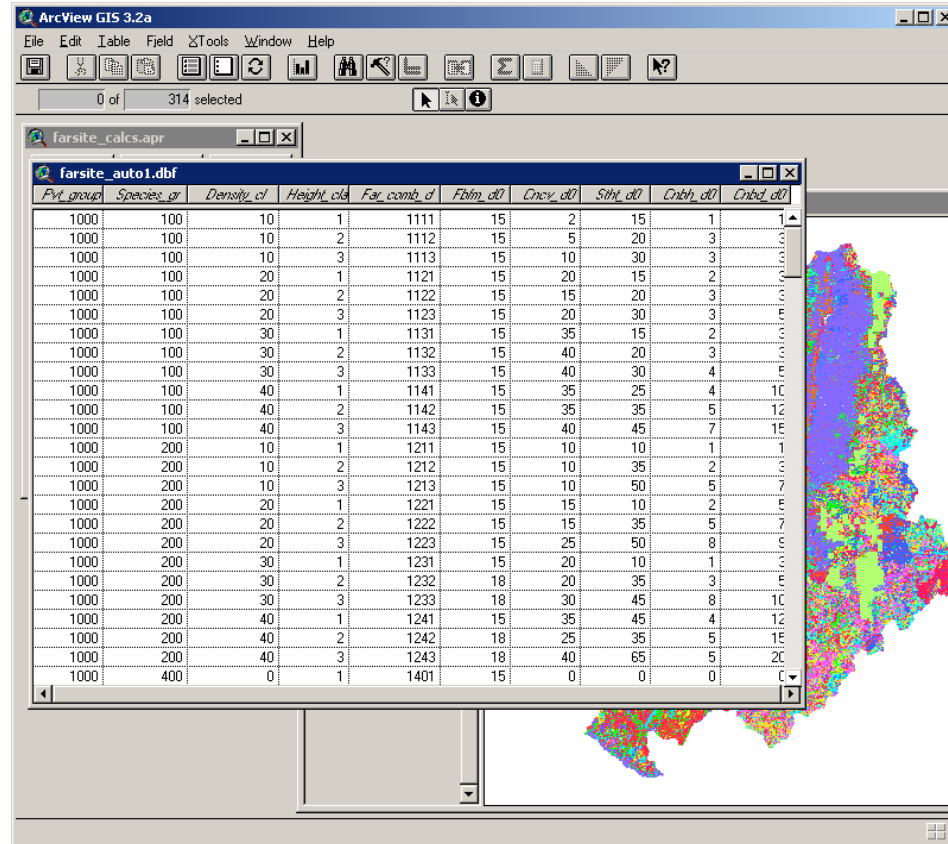 ArcView GIS 3.2a
File Edit Table Field XTools Window Help
0 of 314 selected
farsite_calcs.apr
farsite_auto1.dbf
Pvt_group Species_gr Density_cl Height_cla Far_comb_d Fbfm_d0 Cncv_d0 Stht_d0 Cnbh_d0 Cnbd_d0
1000 100 10 1 1111 15 2 15 1 1
1000 100 10 2 1112 15 5 20 3 3
1000 100 10 3 1113 15 10 30 3 3
1000 100 20 1 1121 15 20 15 2 3
1000 100 20 2 1122 15 15 20 3 3
1000 100 20 3 1123 15 20 30 3 5
1000 100 30 1 1131 15 35 15 2 3
1000 100 30 2 1132 15 40 20 3 3
1000 100 30 3 1133 15 40 30 4 5
1000 100 40 1 1141 15 35 25 4 10
1000 100 40 2 1142 15 35 35 5 12
1000 100 40 3 1143 15 40 45 7 15
1000 200 10 1 1211 15 10 10 1 1
1000 200 10 2 1212 15 10 35 2 3
1000 200 10 3 1213 15 10 50 5 7
1000 200 20 1 1221 15 15 10 2 5
1000 200 20 2 1222 15 15 35 5 7
1000 200 20 3 1223 15 25 50 8 9
1000 200 30 1 1231 15 20 10 1 3
1000 200 30 2 1232 18 20 35 3 5
1000 200 30 3 1233 18 30 45 8 10
1000 200 40 1 1241 15 35 45 4 12
1000 200 40 2 1242 18 25 35 5 15
1000 200 40 3 1243 18 40 65 5 20
1000 400 0 1 1401 15 0 0 0 0